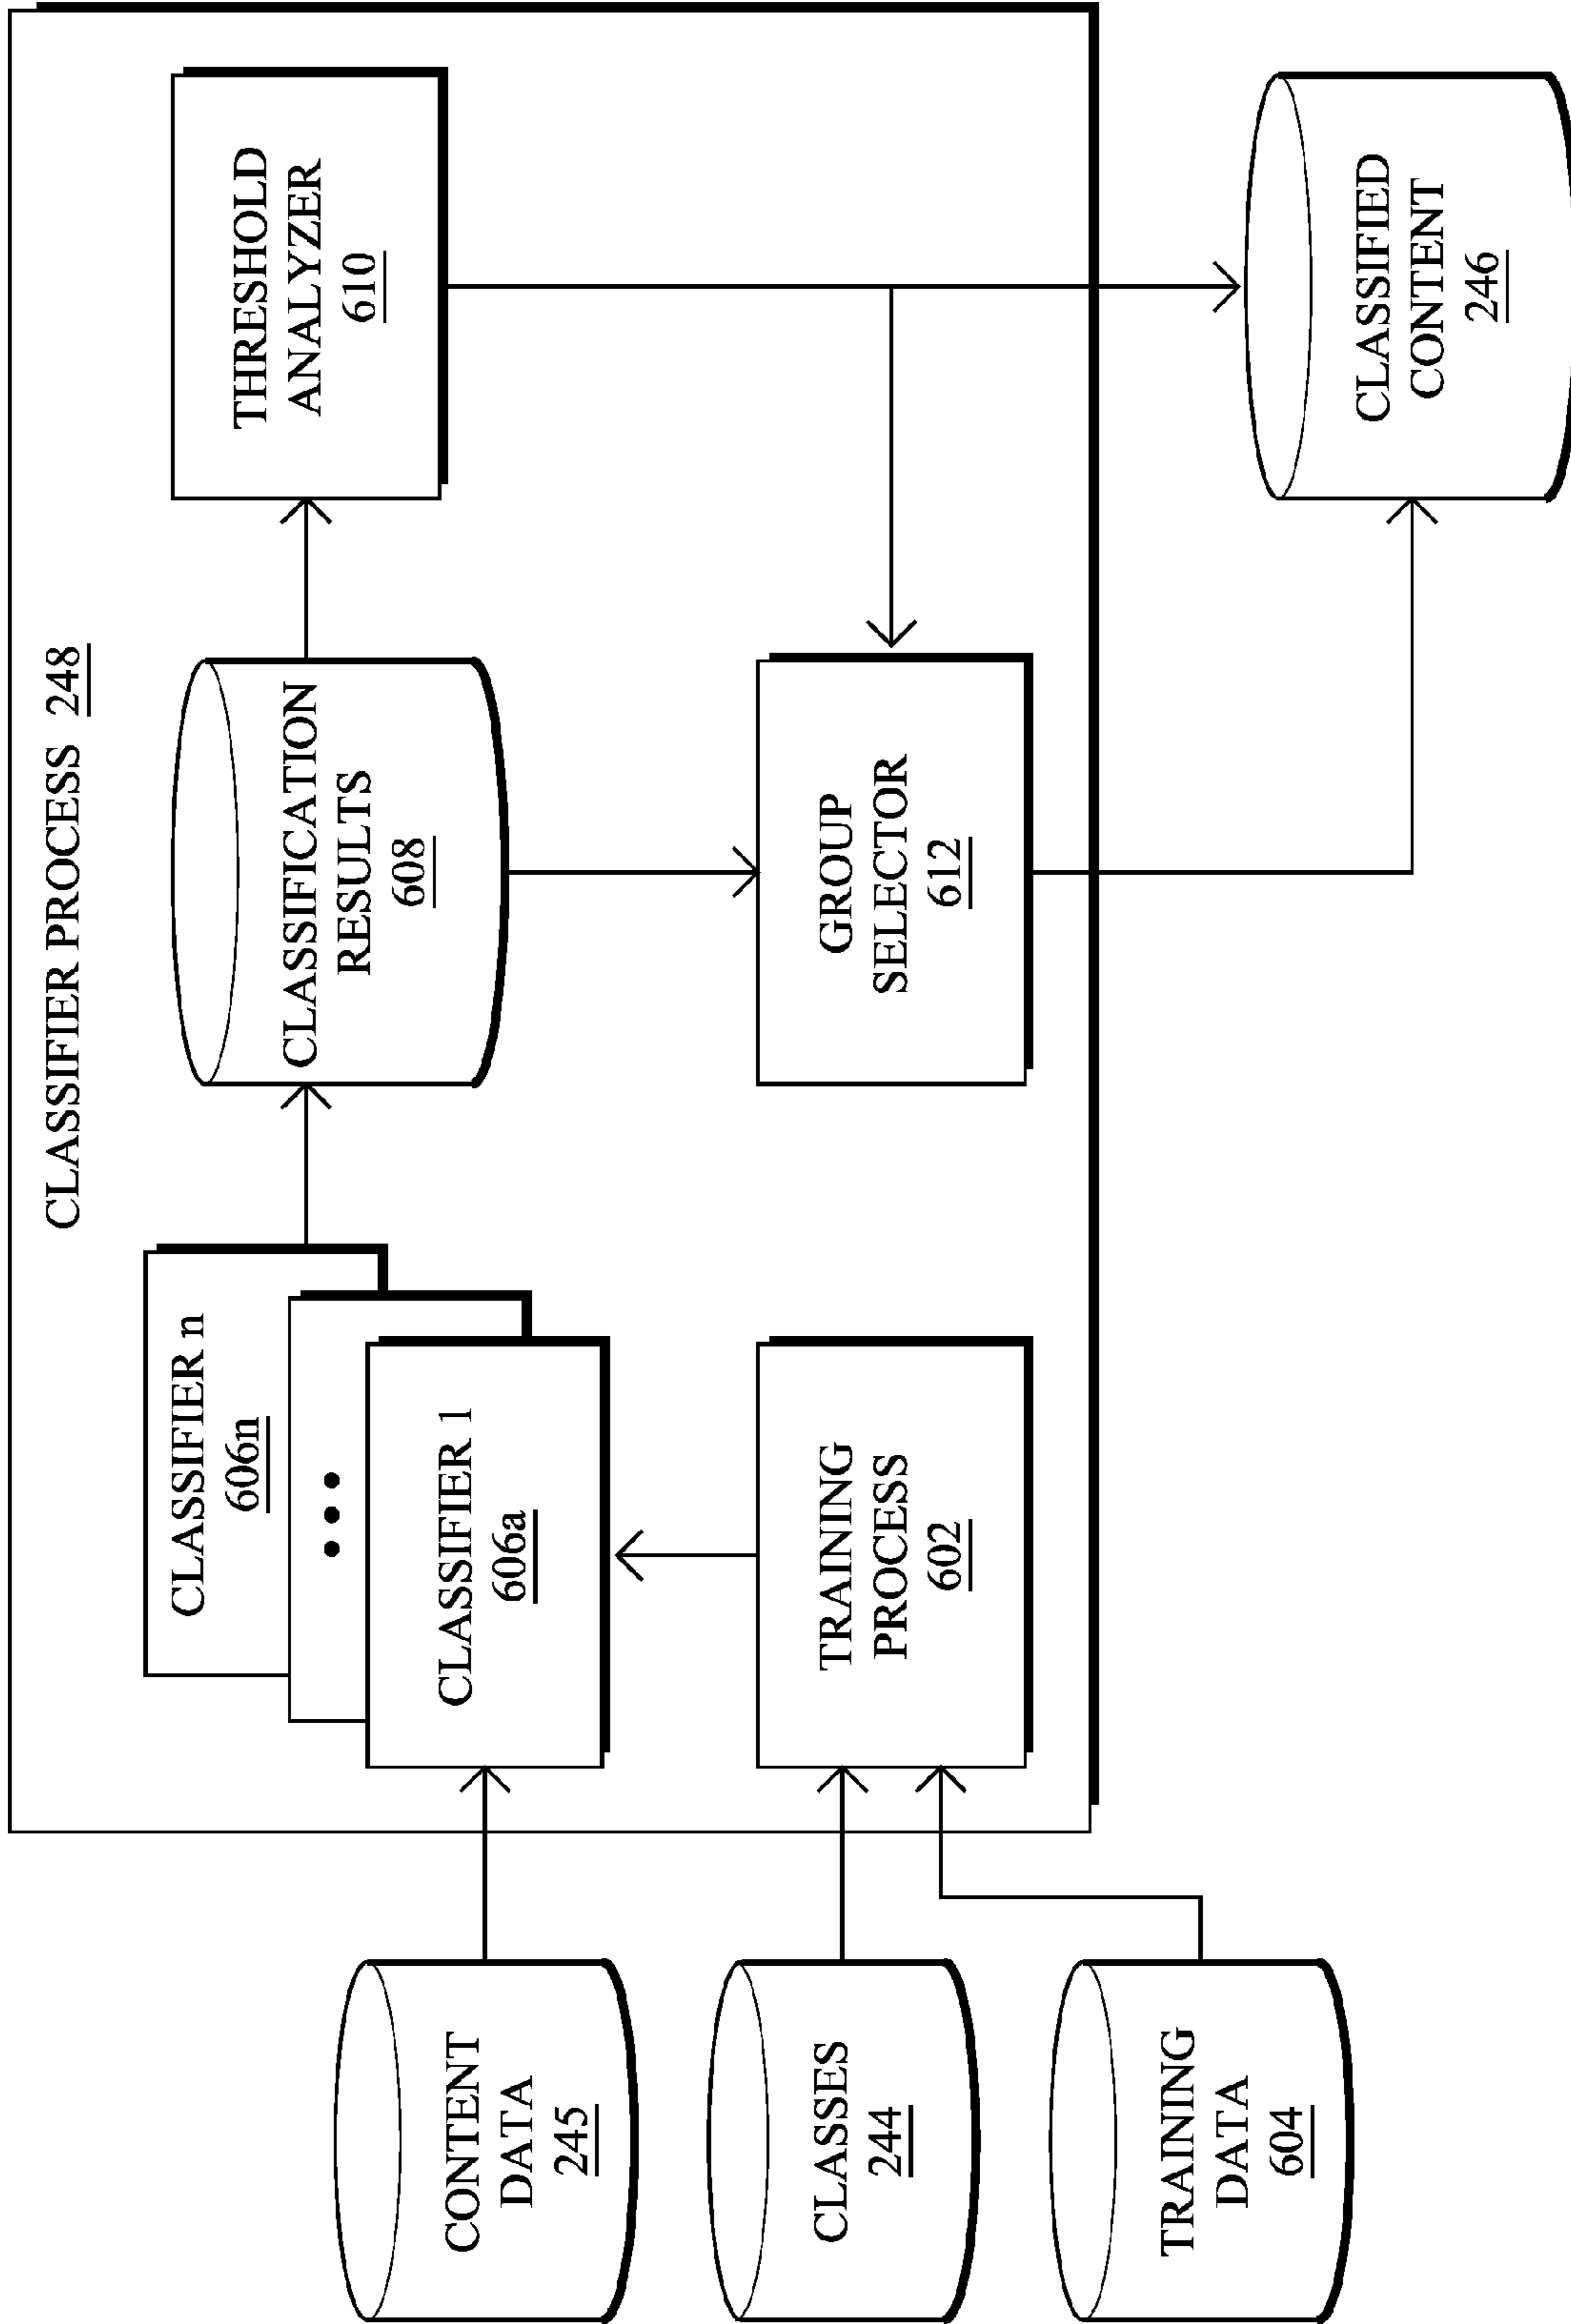 CLASSIFIER PROCESS 248
CONTENT
DATA
245
CLASSES
244
TRAINING
DATA
604
CLASSIFIER n
606n
•••
CLASSIFIER 1
606a
TRAINING
PROCESS
602
CLASSIFICATION
RESULTS
608
GROUP
SELECTOR
612
THRESHOLD
ANALYZER
610
CLASSIFIED
CONTENT
246